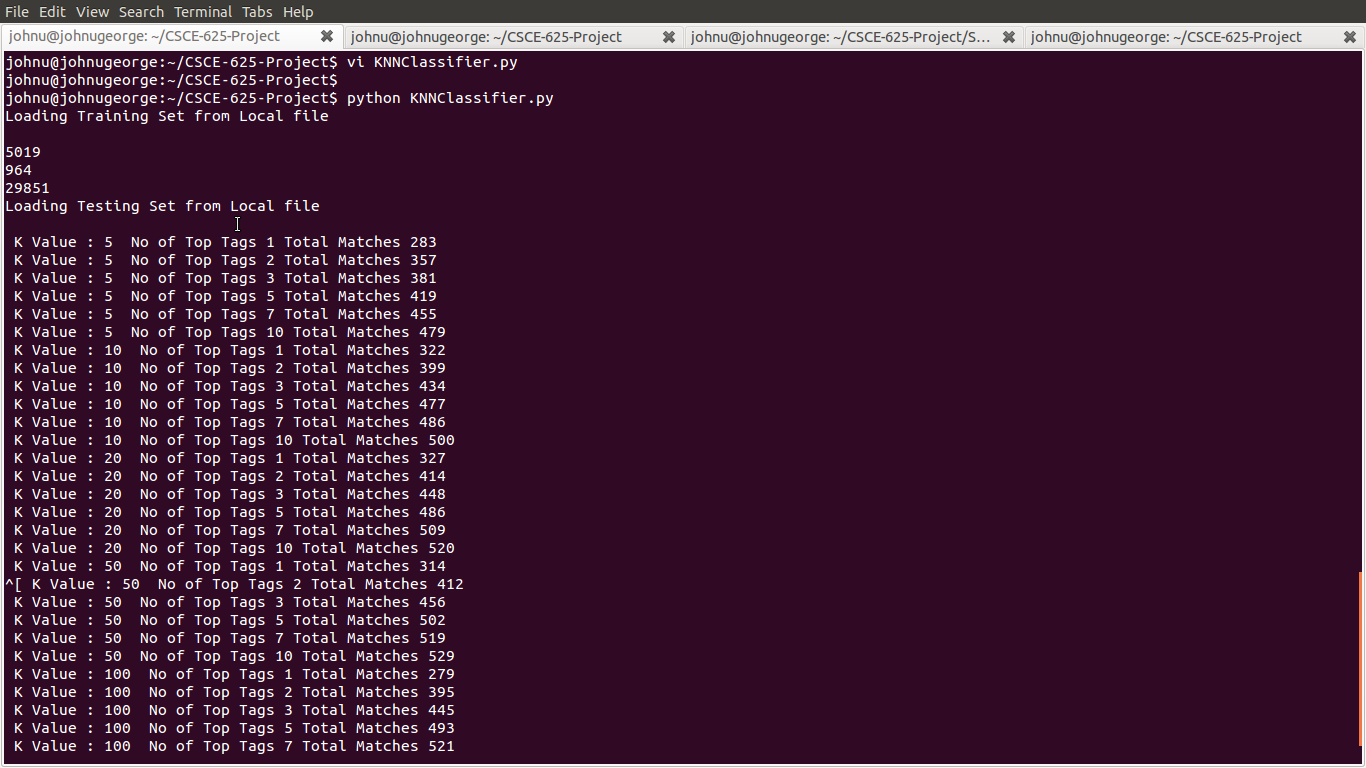 File Edit View Search Terminal Tabs Help
johnu@johnugeorge: ~/CSCE-625-Project johnu@johnugeorge: ~/CSCE-625-Project johnu@johnugeorge: ~/CSCE-625-Project/S... johnu@johnugeorge: ~/CSCE-625-Project
johnu@johnugeorge:~/CSCE-625-Project$ vi KNNClassifier.py
johnu@johnugeorge:~/CSCE-625-Project$
johnu@johnugeorge:~/CSCE-625-Project$ python KNNClassifier.py
Loading Training Set from Local file
5019
964
29851
Loading Testing Set from Local file
K Value : 5  No of Top Tags 1 Total Matches 283
K Value : 5  No of Top Tags 2 Total Matches 357
K Value : 5  No of Top Tags 3 Total Matches 381
K Value : 5  No of Top Tags 5 Total Matches 419
K Value : 5  No of Top Tags 7 Total Matches 455
K Value : 5  No of Top Tags 10 Total Matches 479
K Value : 10  No of Top Tags 1 Total Matches 322
K Value : 10  No of Top Tags 2 Total Matches 399
K Value : 10  No of Top Tags 3 Total Matches 434
K Value : 10  No of Top Tags 5 Total Matches 477
K Value : 10  No of Top Tags 7 Total Matches 486
K Value : 10  No of Top Tags 10 Total Matches 500
K Value : 20  No of Top Tags 1 Total Matches 327
K Value : 20  No of Top Tags 2 Total Matches 414
K Value : 20  No of Top Tags 3 Total Matches 448
K Value : 20  No of Top Tags 5 Total Matches 486
K Value : 20  No of Top Tags 7 Total Matches 509
K Value : 20  No of Top Tags 10 Total Matches 520
K Value : 50  No of Top Tags 1 Total Matches 314
^[ K Value : 50  No of Top Tags 2 Total Matches 412
K Value : 50  No of Top Tags 3 Total Matches 456
K Value : 50  No of Top Tags 5 Total Matches 502
K Value : 50  No of Top Tags 7 Total Matches 519
K Value : 50  No of Top Tags 10 Total Matches 529
K Value : 100  No of Top Tags 1 Total Matches 279
K Value : 100  No of Top Tags 2 Total Matches 395
K Value : 100  No of Top Tags 3 Total Matches 445
K Value : 100  No of Top Tags 5 Total Matches 493
K Value : 100  No of Top Tags 7 Total Matches 521